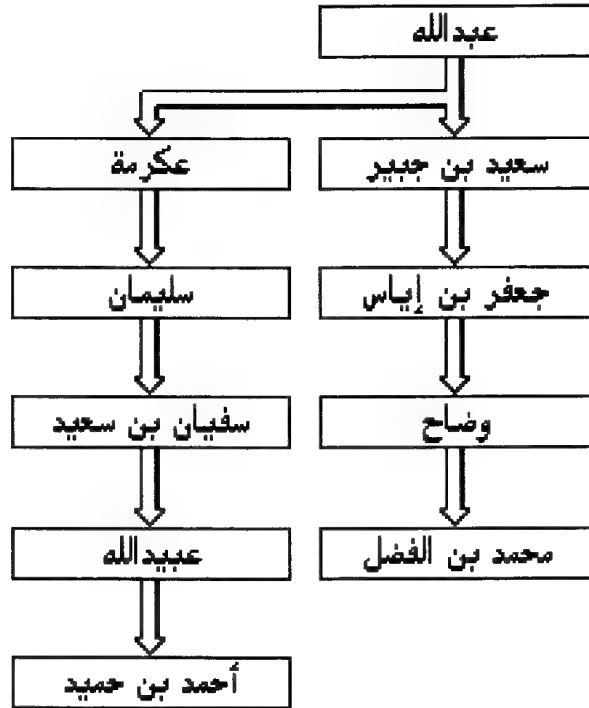 عبدالله
سعيد بن جبير
عكرمة
جعفر بن إياس
سليمان
وضاح
سفيان بن سعيد
محمد بن الفضل
عبيدالله
أحمد بن حميد